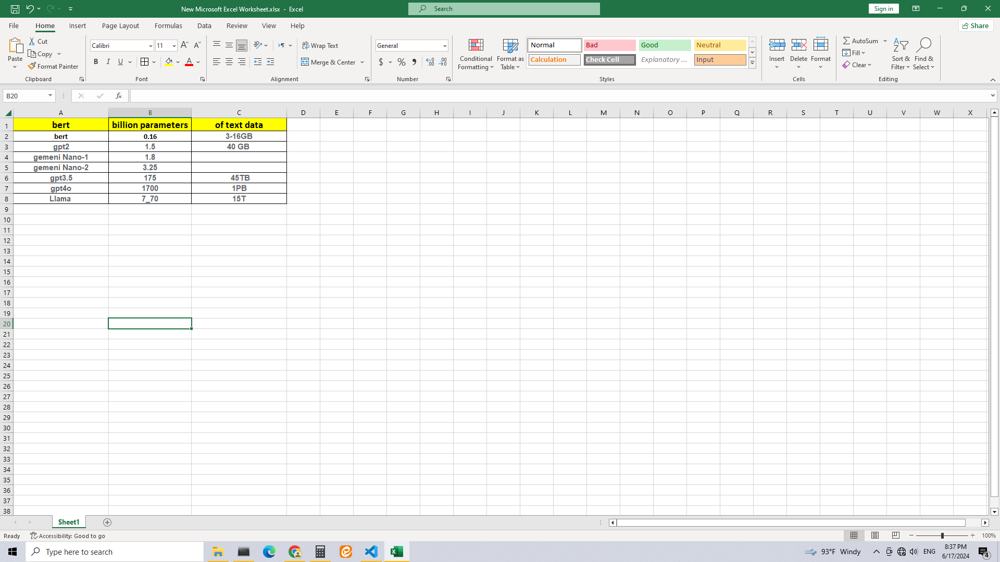 New Microsoft Excel Worksheet.xlsx - Excel
Search
Sign in
File Home Insert Page Layout Formulas Data Review View Help
Share
Paste
Cut
Copy
Format Painter
Clipboard
Calibri 11
B I U
Font
Wrap Text
Merge & Center
Alignment
General
$ % 9
Number
Conditional Formatting
Format as Table
Normal Bad Good Neutral
Calculation Check Cell Explanatory ... Input
Styles
Insert Delete Format
Cells
AutoSum
Fill
Clear
Sort & Filter
Find & Select
Editing
B20
fx
A B C D E F G H I J K L M N O P Q R S T U V W X
1 bert billion parameters of text data
2 bert 0.16 3-16GB
3 gpt2 1.5 40 GB
4 gemeni Nano-1 1.8
5 gemeni Nano-2 3.25
6 gpt3.5 175 45TB
7 gpt4o 1700 1PB
8 Llama 7_70 15T
9
10
11
12
13
14
15
16
17
18
19
20
21
22
23
24
25
26
27
28
29
30
31
32
33
34
35
36
37
38
Sheet1
Ready Accessibility: Good to go
100%
Type here to search
93°F Windy
ENG
8:37 PM
6/17/2024
4